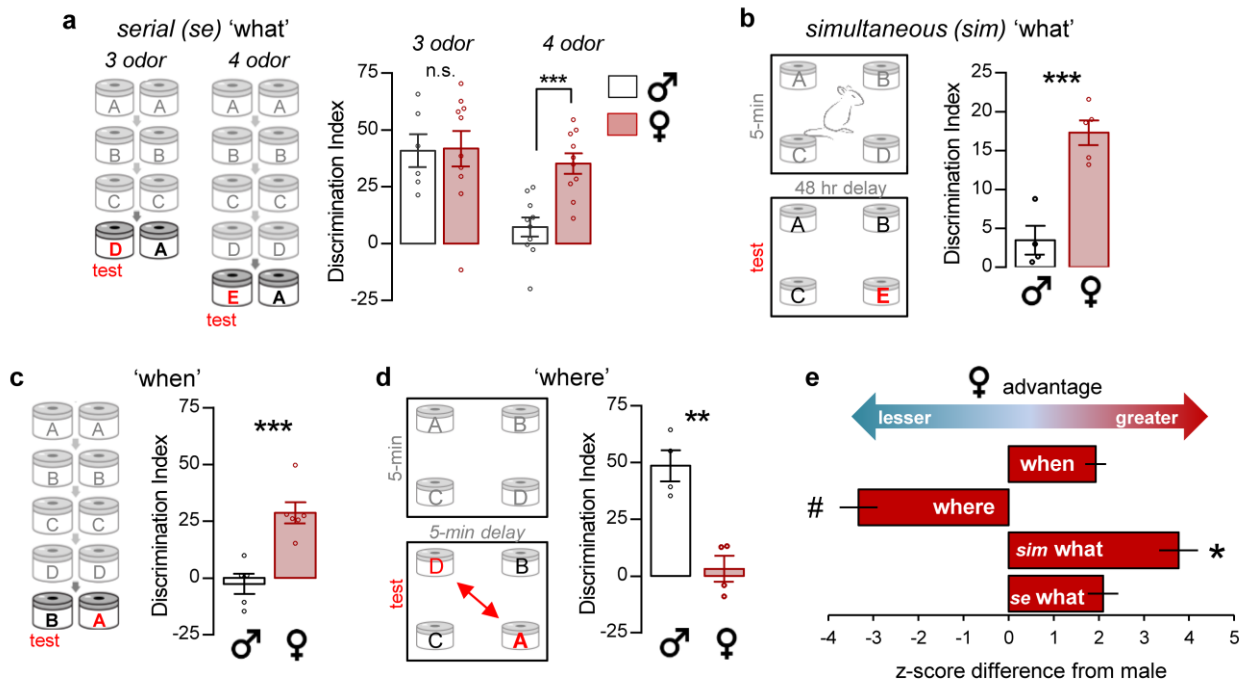 a
serial (se) ‘what’
3 odor 4 odor
A A A A
B B B B
C C C C
D A D D
test
E A
test
3 odor 4 odor
n.s. ***
♂
♀
Discrimination Index
75
50
25
0
-25
b
simultaneous (sim) ‘what’
5-min
A B
C D
48 hr delay
test
A B
C E
Discrimination Index
25
20
15
10
5
0
***
♂ ♀
c
‘when’
A A
B B
C C
D D
B A
test
Discrimination Index
75
50
25
0
-25
***
♂ ♀
d
‘where’
5-min
A B
C D
5-min delay
test
D B
C A
Discrimination Index
75
50
25
0
-25
**
♂ ♀
e
♀ advantage
lesser greater
when
# where
sim what *
se what
-4 -3 -2 -1 0 1 2 3 4 5
z-score difference from male